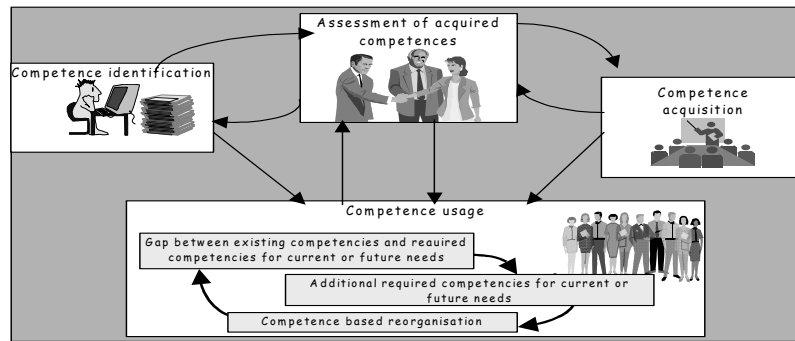 Assessment of acquired
competences
Competence identification
Competence
acquisition
Competence usage
Gap between existing competencies and required
competencies for current or future needs
Additional required competencies for current or
future needs
Competence based reorganisation